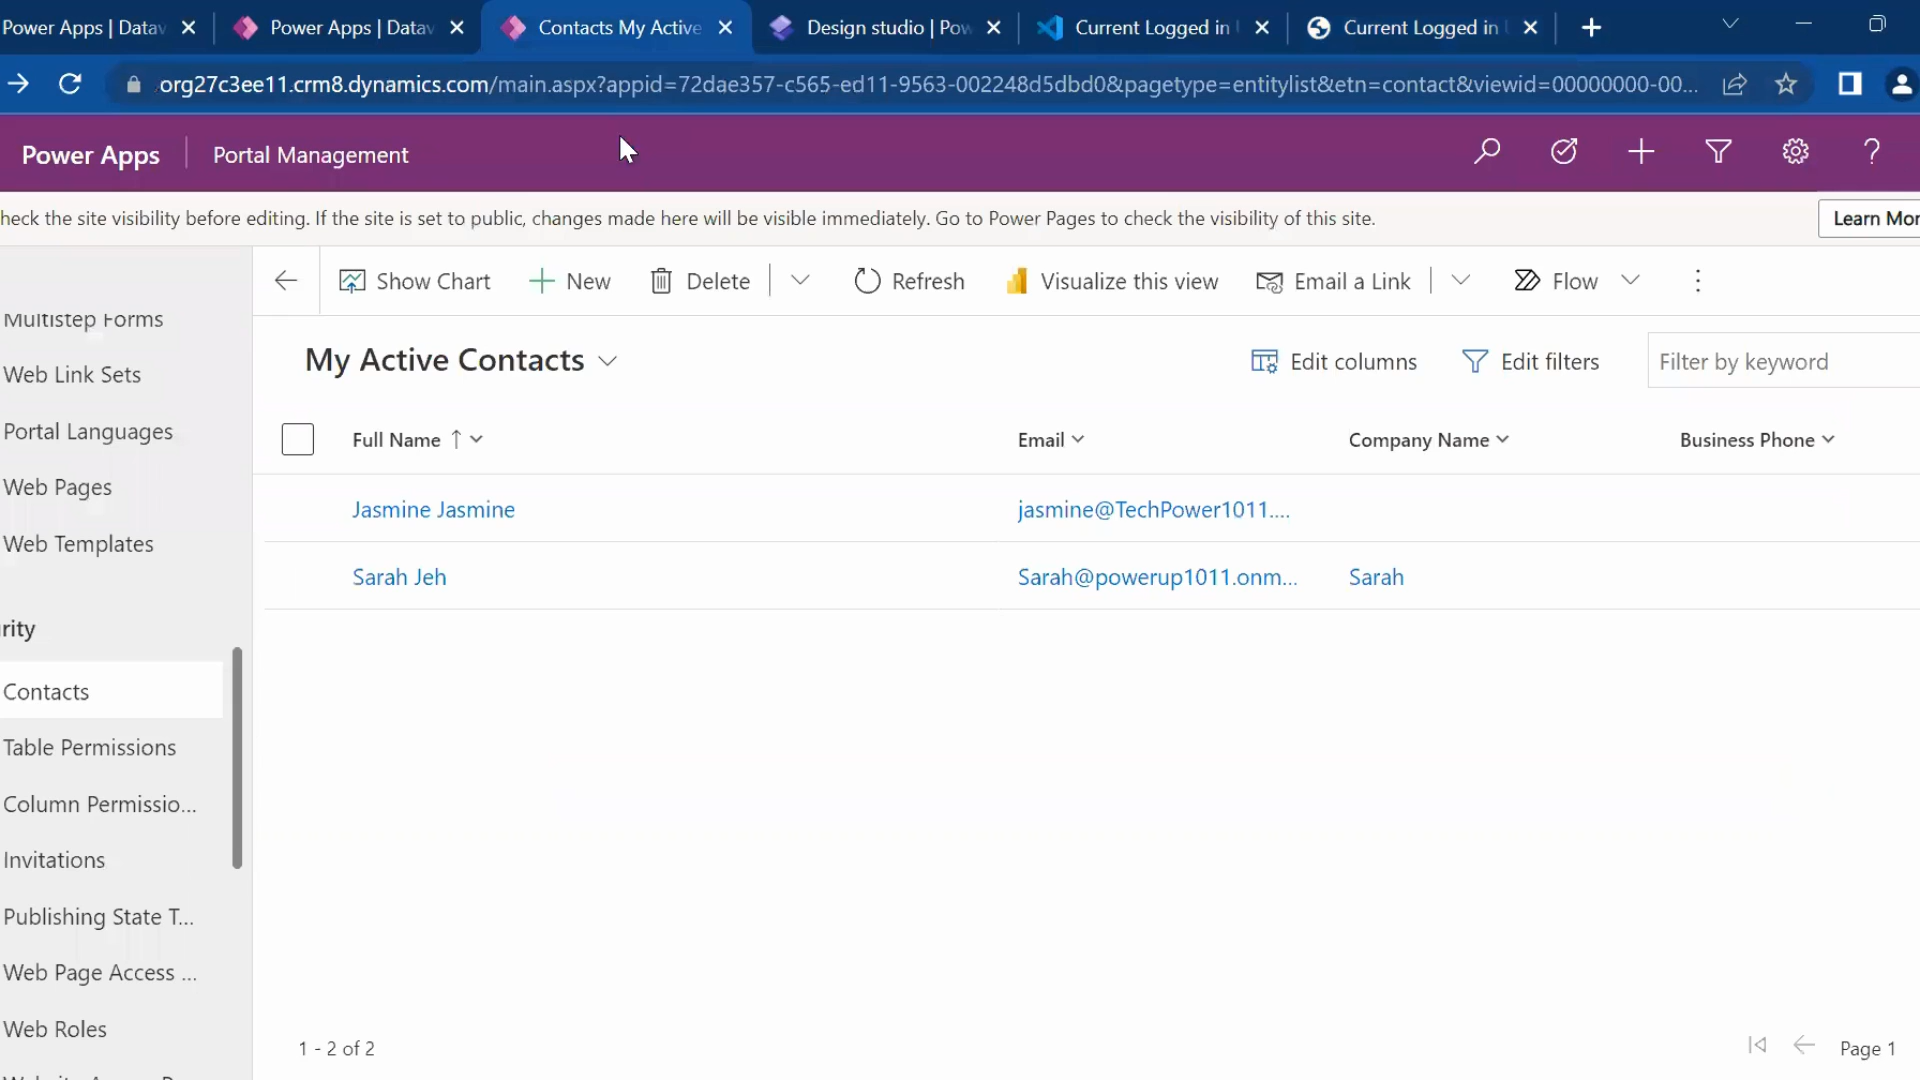 Power Apps | Datav
Power Apps | Datav
Contacts My Active
Design studio | Pow
Current Logged in
Current Logged in
org27c3ee11.crm8.dynamics.com/main.aspx?appid=72dae357-c565-ed11-9563-002248d5dbd0&pagetype=entitylist&etn=contact&viewid=00000000-00...
Power Apps
Portal Management
heck the site visibility before editing. If the site is set to public, changes made here will be visible immediately. Go to Power Pages to check the visibility of this site.
Learn Mor
Show Chart
New
Delete
Refresh
Visualize this view
Email a Link
Flow
Multistep Forms
Web Link Sets
Portal Languages
Web Pages
Web Templates
rity
Contacts
Table Permissions
Column Permissio...
Invitations
Publishing State T...
Web Page Access ...
Web Roles
My Active Contacts
Edit columns
Edit filters
Filter by keyword
Full Name ↑
Email
Company Name
Business Phone
Jasmine Jasmine
jasmine@TechPower1011....
Sarah Jeh
Sarah@powerup1011.onm...
Sarah
1 - 2 of 2
Page 1